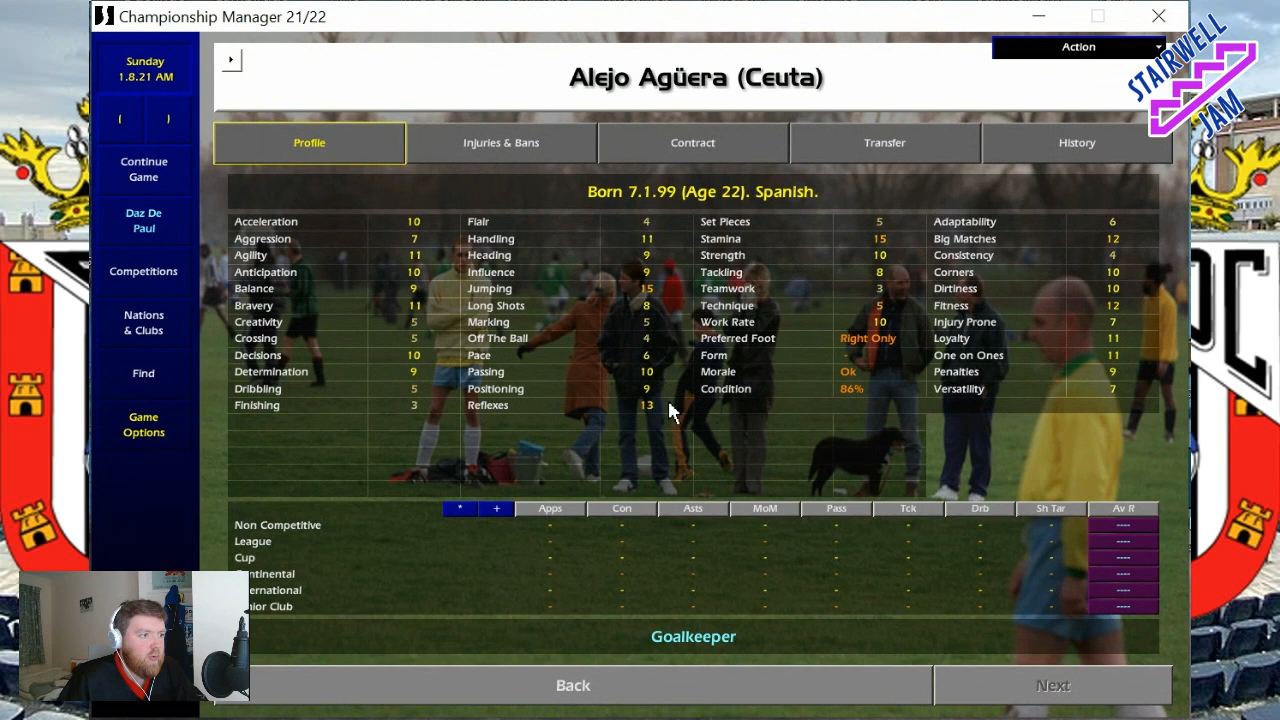 Championship Manager 21/22
STAIRWELL
JAM
Sunday
1.8.21 AM
Continue
Game
Daz De
Paul
Competitions
Nations
& Clubs
Find
Game
Options
Action
Alejo Agüera (Ceuta)
Profile Injuries & Bans Contract Transfer History
Born 7.1.99 (Age 22). Spanish.
Acceleration 10 Flair 4 Set Pieces 5 Adaptability 6
Aggression 7 Handling 11 Stamina 15 Big Matches 12
Agility 11 Heading 9 Strength 10 Consistency 4
Anticipation 10 Influence 9 Tackling 8 Corners 10
Balance 9 Jumping 15 Teamwork 3 Dirtiness 10
Bravery 11 Long Shots 8 Technique 5 Fitness 12
Creativity 5 Marking 5 Work Rate 10 Injury Prone 7
Crossing 5 Off The Ball 4 Preferred Foot Right Only Loyalty 11
Decisions 10 Pace 6 Form - One on Ones 11
Determination 9 Passing 10 Morale Ok Penalties 9
Dribbling 5 Positioning 9 Condition 86% Versatility 7
Finishing 3 Reflexes 13
* + Apps Con Asts MoM Pass Tck Drb Sh Tar Av R
Non Competitive - - - - - - - - ----
League - - - - - - - - ----
Cup - - - - - - - - ----
ontinental - - - - - - - - ----
ernational - - - - - - - - ----
nior Club - - - - - - - - ----
Goalkeeper
Back Next